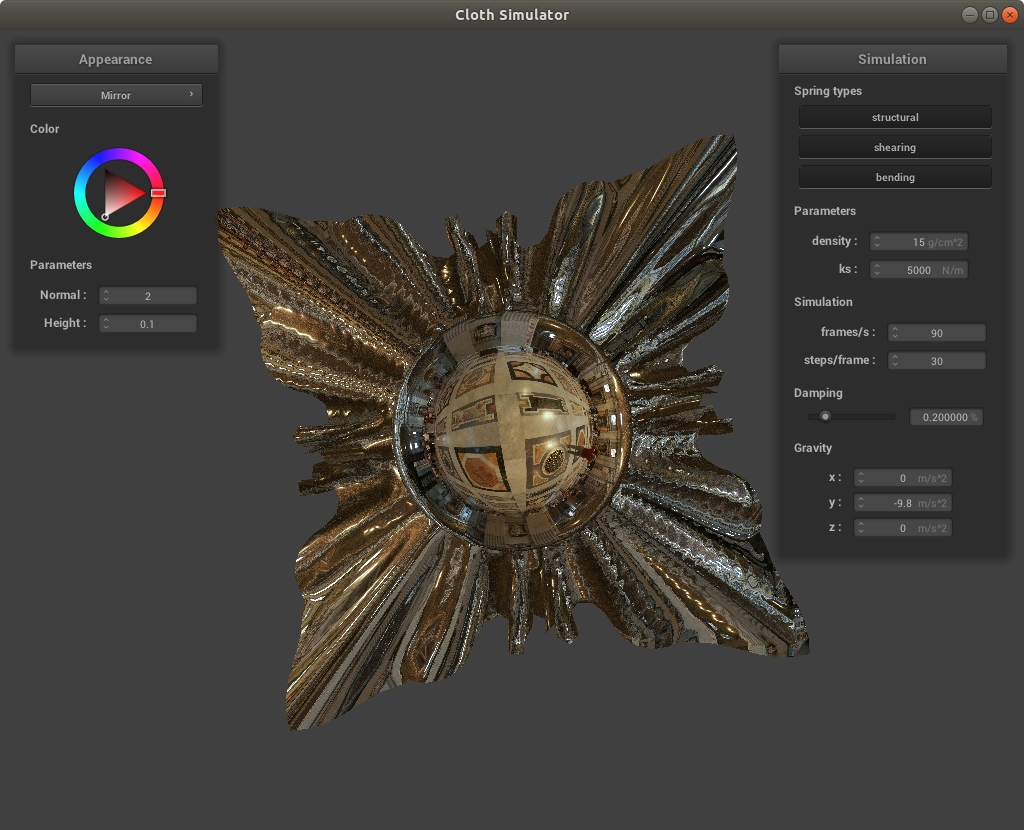 Cloth Simulator
Appearance
Mirror
Color
Parameters
Normal : 2
Height : 0.1
Simulation
Spring types
structural
shearing
bending
Parameters
density : 15 g/cm^2
ks : 5000 N/m
Simulation
frames/s : 90
steps/frame : 30
Damping
0.200000 %
Gravity
x : 0 m/s^2
y : -9.8 m/s^2
z : 0 m/s^2